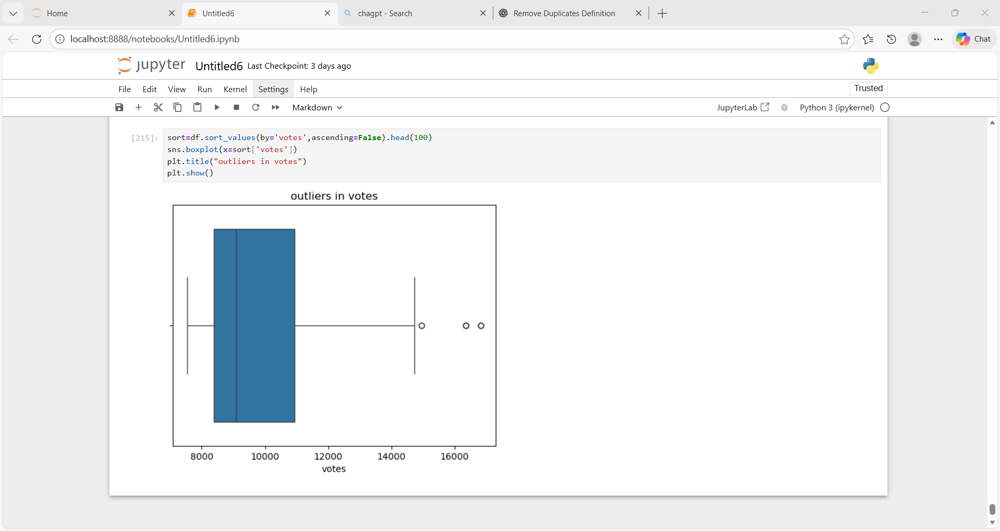 Home
Untitled6
chagpt - Search
Remove Duplicates Definition
localhost:8888/notebooks/Untitled6.ipynb
Chat
jupyter Untitled6 Last Checkpoint: 3 days ago
File Edit View Run Kernel Settings Help
Trusted
Markdown
JupyterLab
Python 3 (ipykernel)
[215]:
sort=df.sort_values(by='votes',ascending=False).head(100)
sns.boxplot(x=sort['votes'])
plt.title("outliers in votes")
plt.show()
outliers in votes
8000 10000 12000 14000 16000
votes